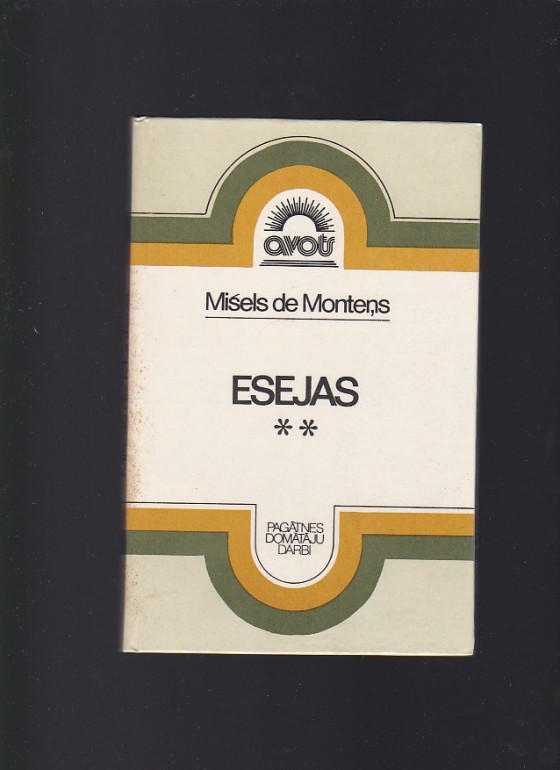 avots
Mišels de Monteņs
ESEJAS
**
PAGĀTNES
DOMĀTĀJU
DARBI